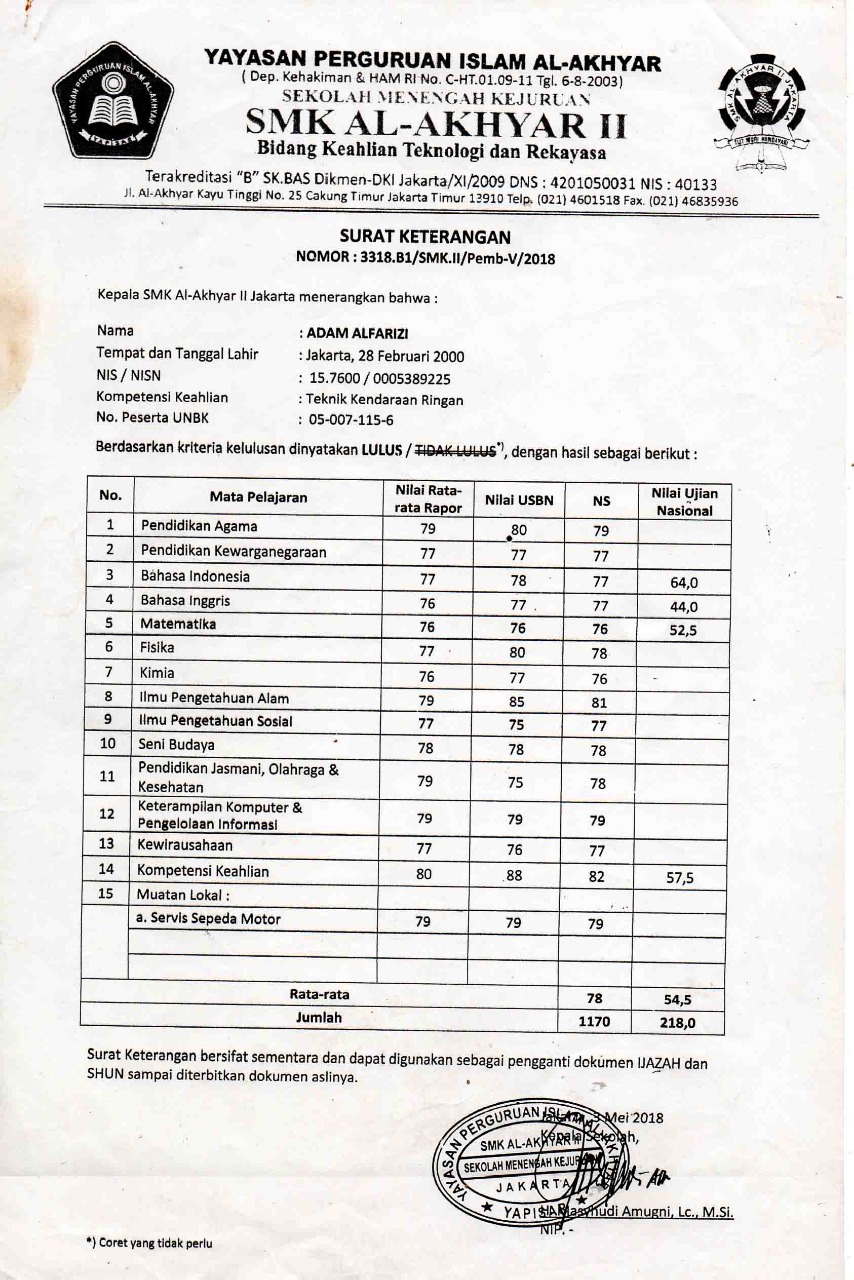 YAYASAN PERGURUAN ISLAM AL-AKHYAR
YAPISTAR
YAYASAN PERGURUAN ISLAM AL-AKHYAR
( Dep. Kehakiman & HAM RI No. C-HT.01.09-11 Tgl. 6-8-2003)
SEKOLAH MENENGAH KEJURUAN
SMK AL-AKHYAR II
Bidang Keahlian Teknologi dan Rekayasa
SMK AL AKHYAR II JAKARTA
TUT WURI HANDAYANI
Terakreditasi "B" SK.BAS Dikmen-DKI Jakarta/XI/2009 DNS : 4201050031 NIS : 40133
Jl. Al-Akhyar Kayu Tinggi No. 25 Cakung Timur Jakarta Timur 13910 Telp. (021) 4601518 Fax. (021) 46835936
SURAT KETERANGAN
NOMOR : 3318.B1/SMK.II/Pemb-V/2018
Kepala SMK Al-Akhyar II Jakarta menerangkan bahwa :
Nama : ADAM ALFARIZI
Tempat dan Tanggal Lahir : Jakarta, 28 Februari 2000
NIS / NISN : 15.7600 / 0005389225
Kompetensi Keahlian : Teknik Kendaraan Ringan
No. Peserta UNBK : 05-007-115-6
Berdasarkan kriteria kelulusan dinyatakan LULUS / TIDAK LULUS*), dengan hasil sebagai berikut :
No. Mata Pelajaran Nilai Rata-rata Rapor Nilai USBN NS Nilai Ujian Nasional
1 Pendidikan Agama 79 80 79
2 Pendidikan Kewarganegaraan 77 77 77
3 Bahasa Indonesia 77 78 77 64,0
4 Bahasa Inggris 76 77 77 44,0
5 Matematika 76 76 76 52,5
6 Fisika 77 80 78
7 Kimia 76 77 76
8 Ilmu Pengetahuan Alam 79 85 81
9 Ilmu Pengetahuan Sosial 77 75 77
10 Seni Budaya 78 78 78
11 Pendidikan Jasmani, Olahraga & Kesehatan 79 75 78
12 Keterampilan Komputer & Pengelolaan Informasi 79 79 79
13 Kewirausahaan 77 76 77
14 Kompetensi Keahlian 80 88 82 57,5
15 Muatan Lokal :
a. Servis Sepeda Motor 79 79 79
Rata-rata 78 54,5
Jumlah 1170 218,0
Surat Keterangan bersifat sementara dan dapat digunakan sebagai pengganti dokumen IJAZAH dan
SHUN sampai diterbitkan dokumen aslinya.
Jakarta, 3 Mei 2018
Kepala Sekolah,
YAYASAN PERGURUAN ISLAM AL-AKHYAR
SMK AL-AKHYAR II
SEKOLAH MENENGAH KEJURUAN
JAKARTA
Masyhudi Amugni, Lc., M.Si.
NIP. -
*) Coret yang tidak perlu